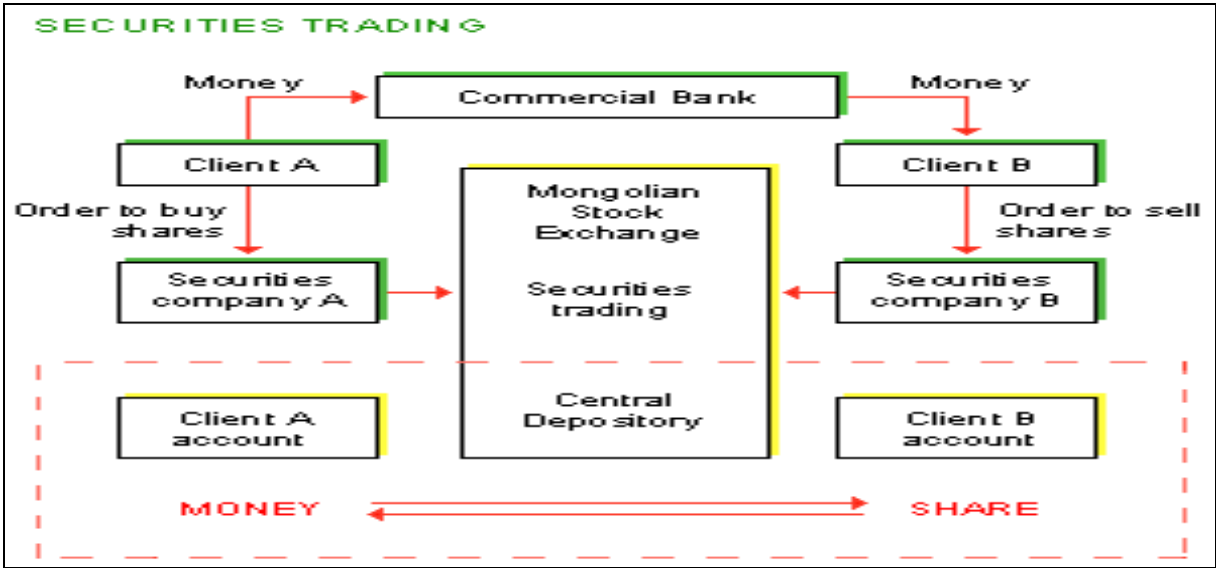 SECURITIES TRADING
Money
Commercial Bank
Money
Client A
Client B
Order to buy
shares
Order to sell
shares
Mongolian
Stock
Exchange
Securities
company A
Securities
trading
Securities
company B
Client A
account
Central
Depository
Client B
account
MONEY
SHARE